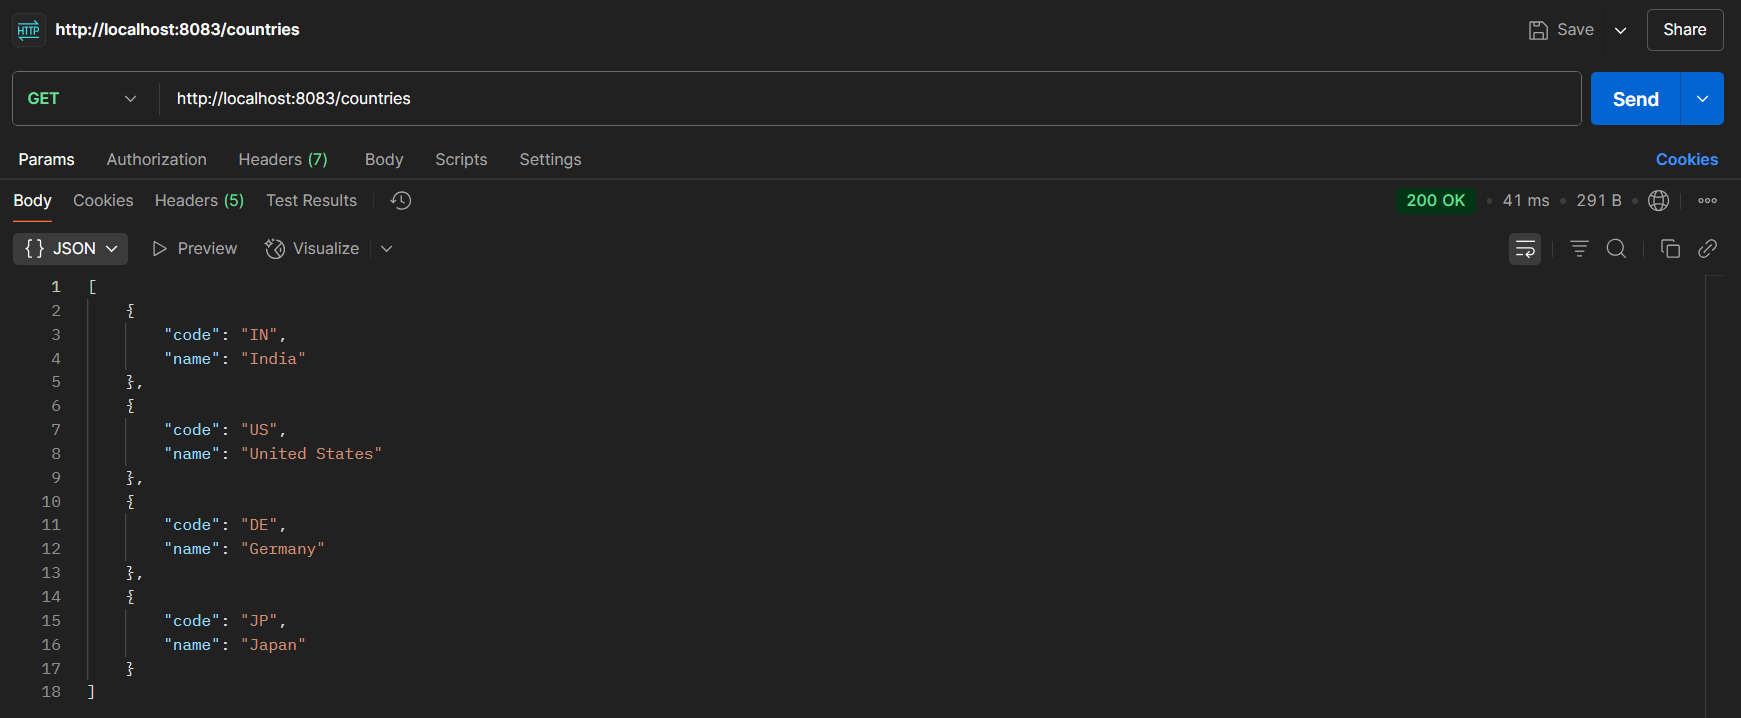 HTTP http://localhost:8083/countries Save Share
GET http://localhost:8083/countries Send
Params Authorization Headers (7) Body Scripts Settings Cookies
Body Cookies Headers (5) Test Results 200 OK • 41 ms • 291 B •
{} JSON Preview Visualize
1 [
2 {
3 "code": "IN",
4 "name": "India"
5 },
6 {
7 "code": "US",
8 "name": "United States"
9 },
10 {
11 "code": "DE",
12 "name": "Germany"
13 },
14 {
15 "code": "JP",
16 "name": "Japan"
17 }
18 ]